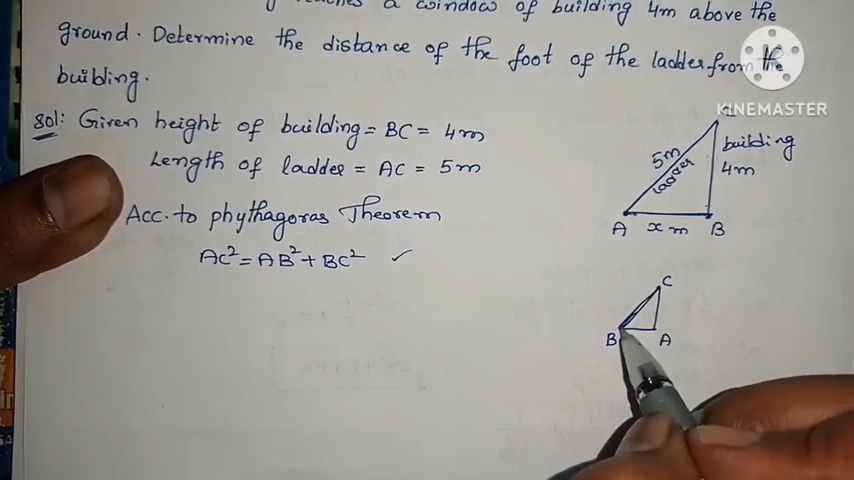 reaches a window of building 4m above the
ground. Determine the distance of the foot of the ladder from the
building.
Sol: Given height of building = BC = 4m
Length of ladder = AC = 5m
Acc. to phythagoras Theorem
AC² = AB² + BC² ✓
KINEMASTER
5m
ladder
building
4m
A x m B
C
B A